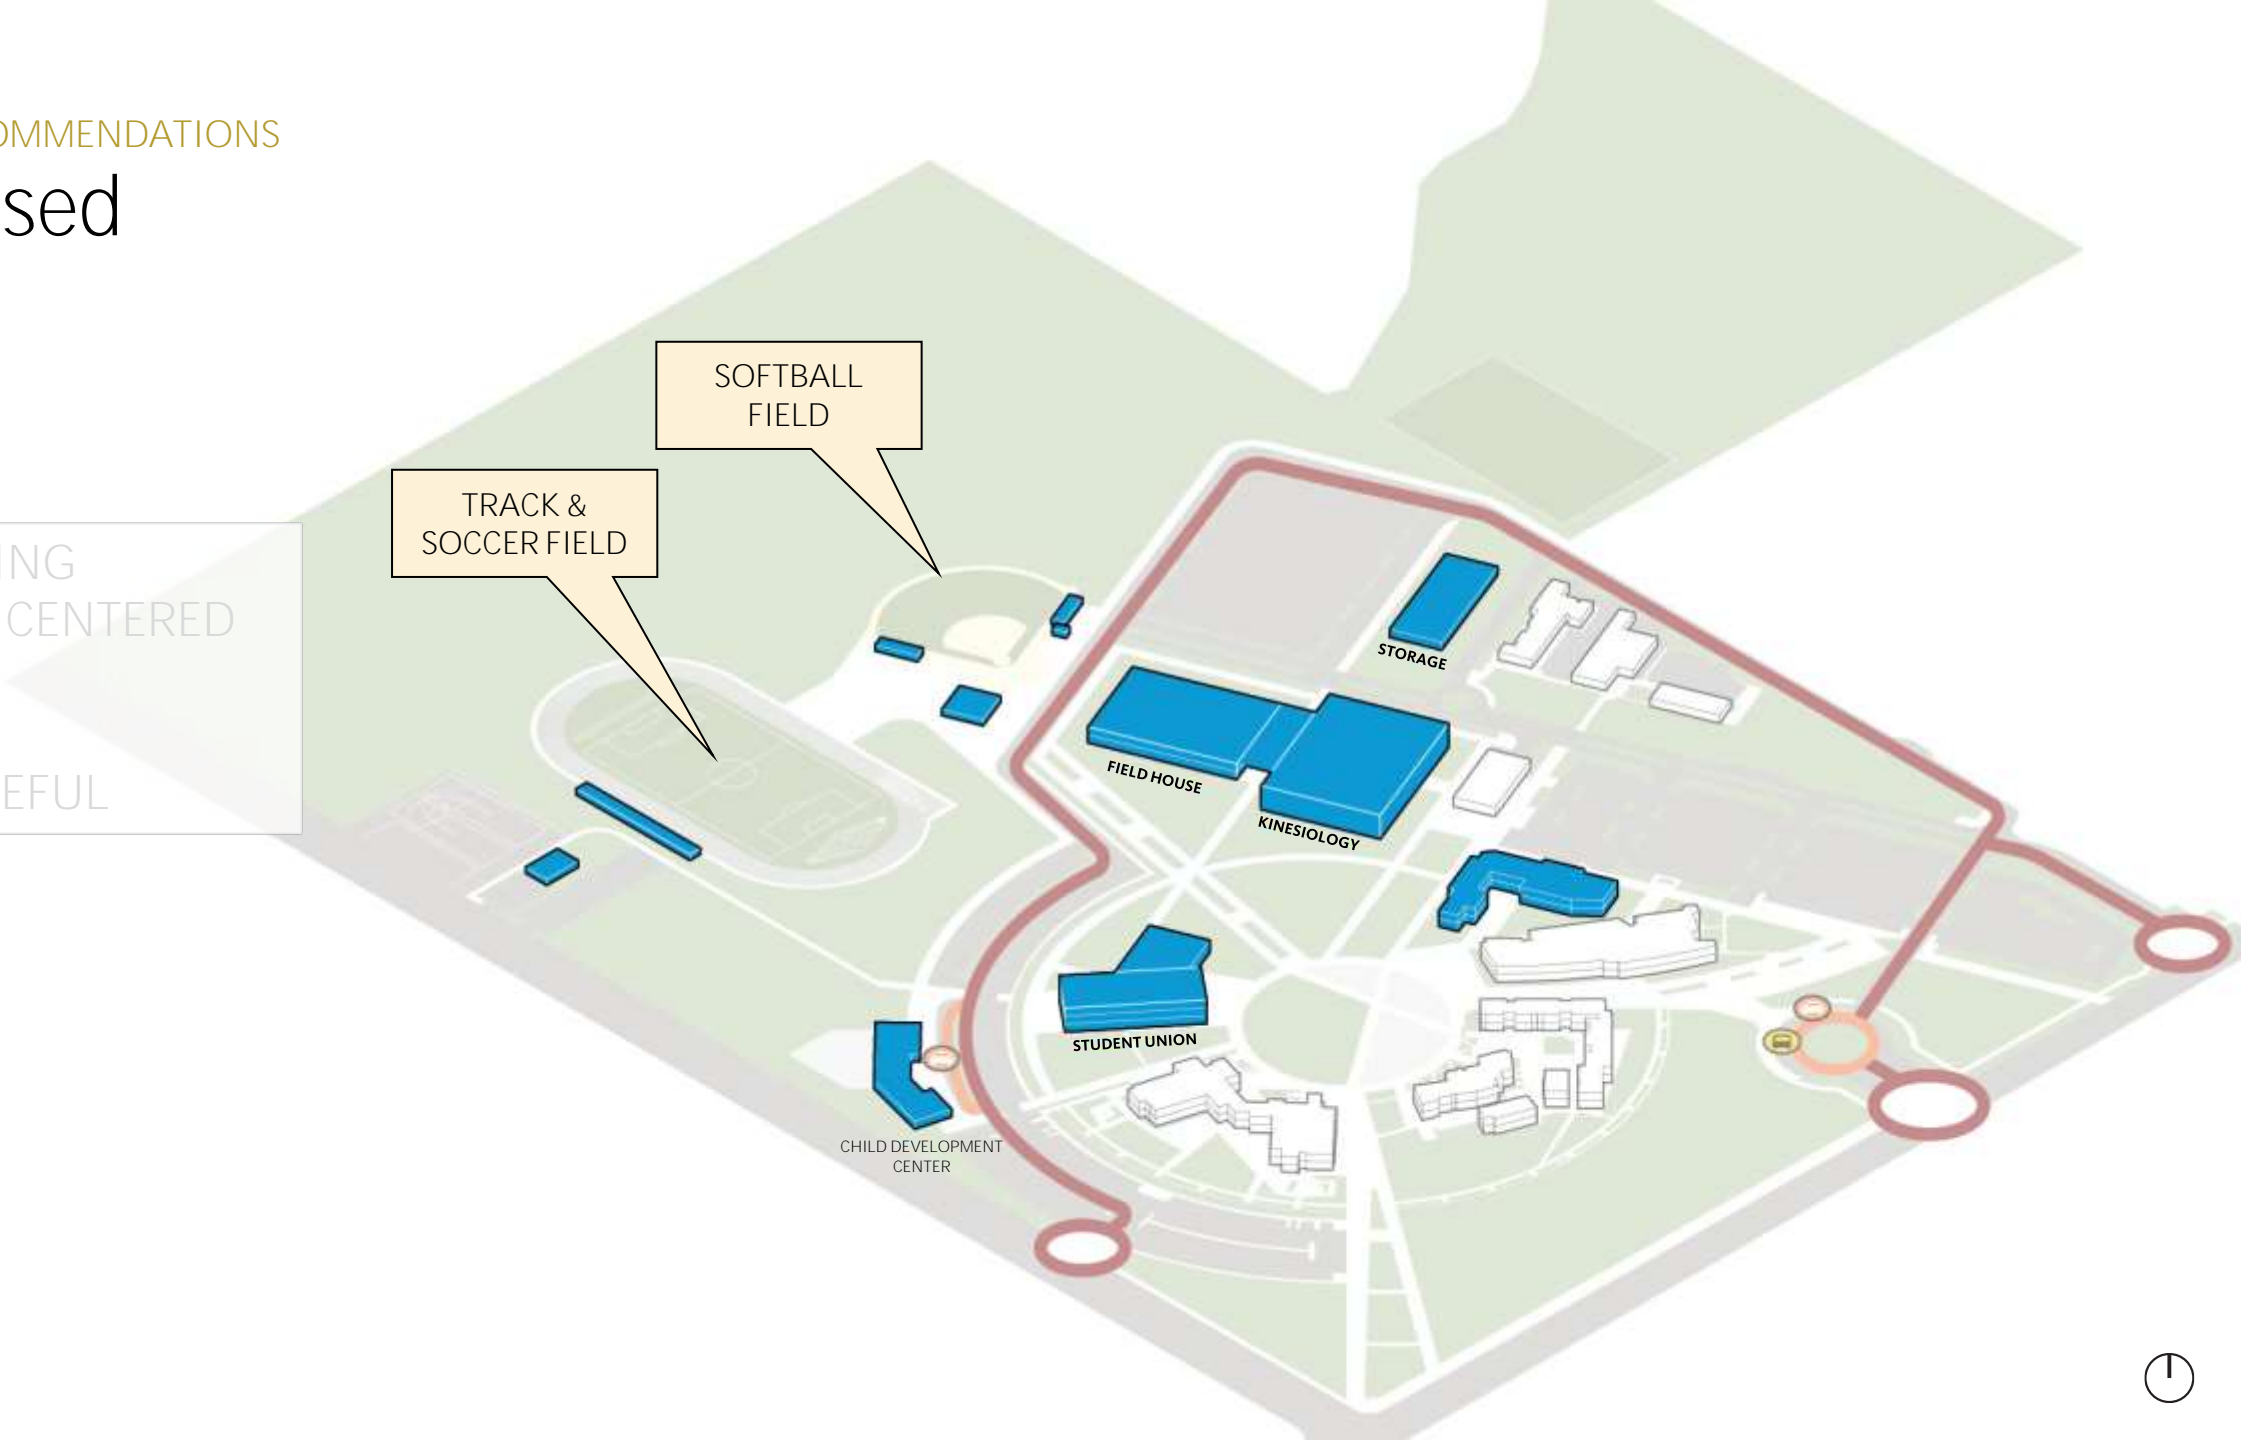 OMMENDATIONS
sed
SOFTBALL
FIELD
TRACK &
SOCCER FIELD
ING
CENTERED
EFUL
STORAGE
FIELD HOUSE
KINESIOLOGY
STUDENT UNION
CHILD DEVELOPMENT
CENTER